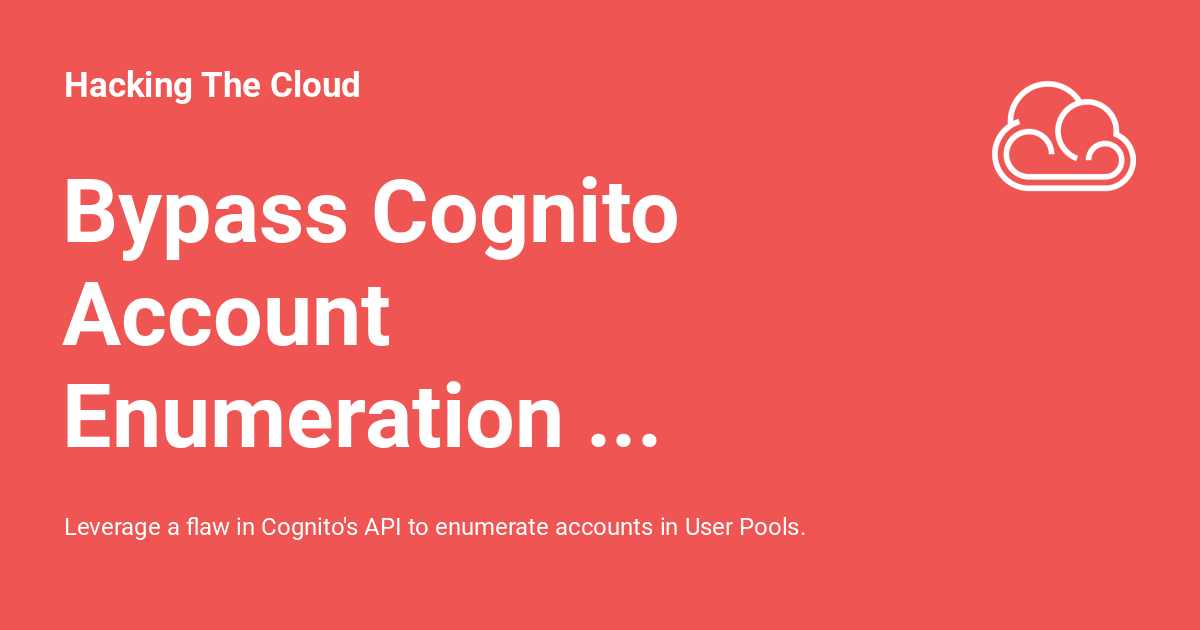 Hacking The Cloud
Bypass Cognito
Account
Enumeration ...
Leverage a flaw in Cognito's API to enumerate accounts in User Pools.